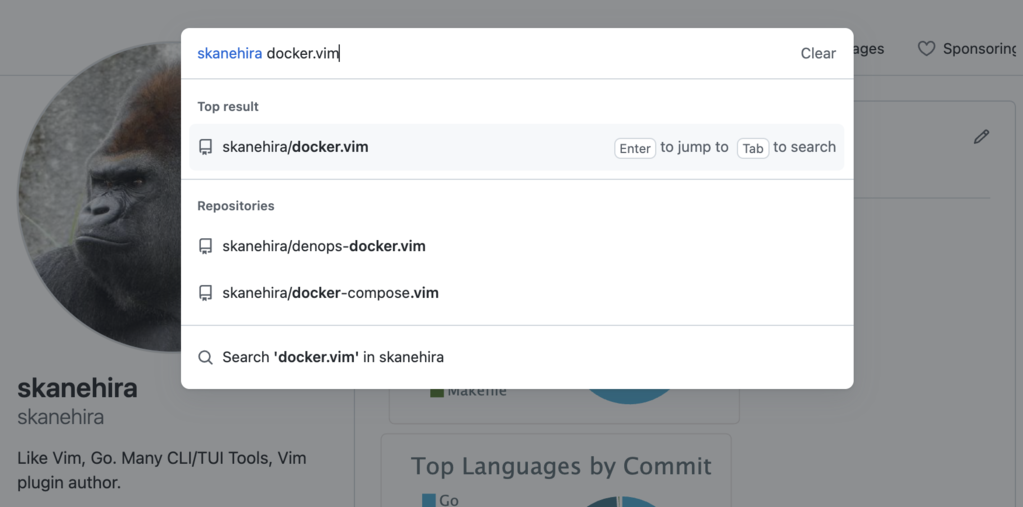 skanehira docker.vim Clear
ages Sponsoring
Top result
skanehira/docker.vim Enter to jump to Tab to search
Repositories
skanehira/denops-docker.vim
skanehira/docker-compose.vim
Search 'docker.vim' in skanehira
Makefile
skanehira
skanehira
Like Vim, Go. Many CLI/TUI Tools, Vim
plugin author.
Top Languages by Commit
Go